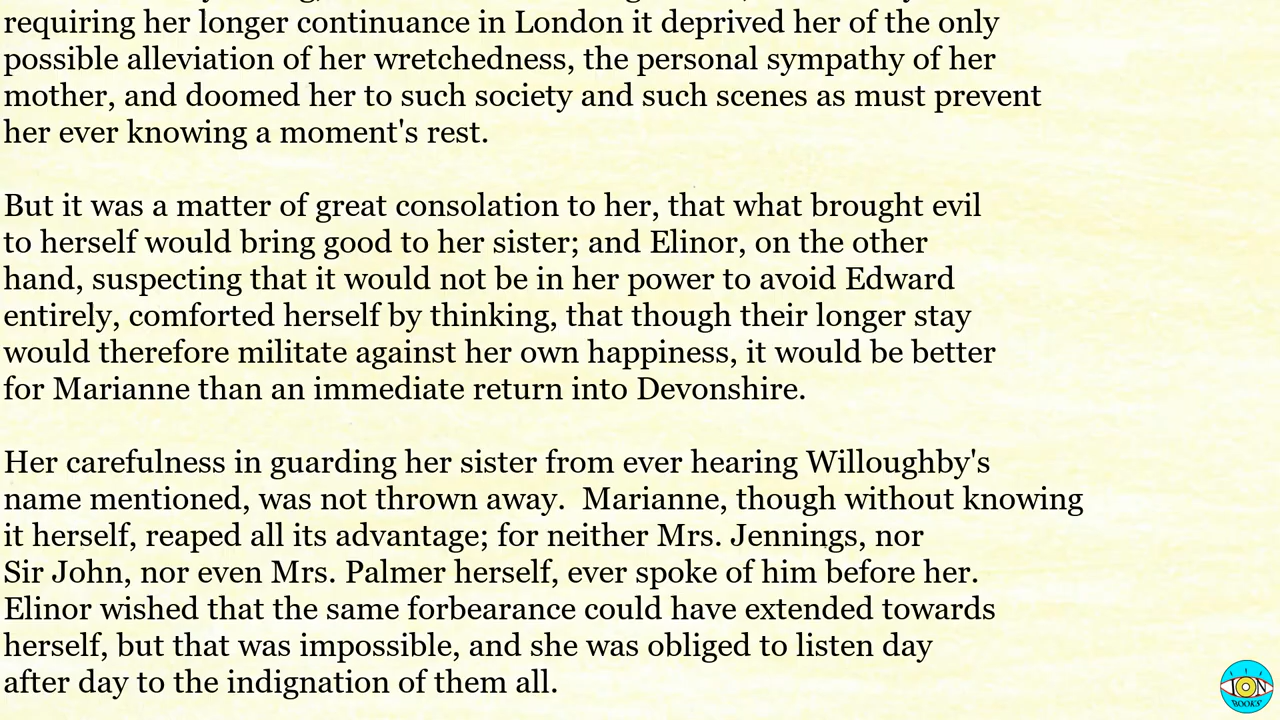 requiring her longer continuance in London it deprived her of the only
possible alleviation of her wretchedness, the personal sympathy of her
mother, and doomed her to such society and such scenes as must prevent
her ever knowing a moment's rest.
But it was a matter of great consolation to her, that what brought evil
to herself would bring good to her sister; and Elinor, on the other
hand, suspecting that it would not be in her power to avoid Edward
entirely, comforted herself by thinking, that though their longer stay
would therefore militate against her own happiness, it would be better
for Marianne than an immediate return into Devonshire.
Her carefulness in guarding her sister from ever hearing Willoughby's
name mentioned, was not thrown away.  Marianne, though without knowing
it herself, reaped all its advantage; for neither Mrs. Jennings, nor
Sir John, nor even Mrs. Palmer herself, ever spoke of him before her.
Elinor wished that the same forbearance could have extended towards
herself, but that was impossible, and she was obliged to listen day
after day to the indignation of them all.
ION
BOOKS